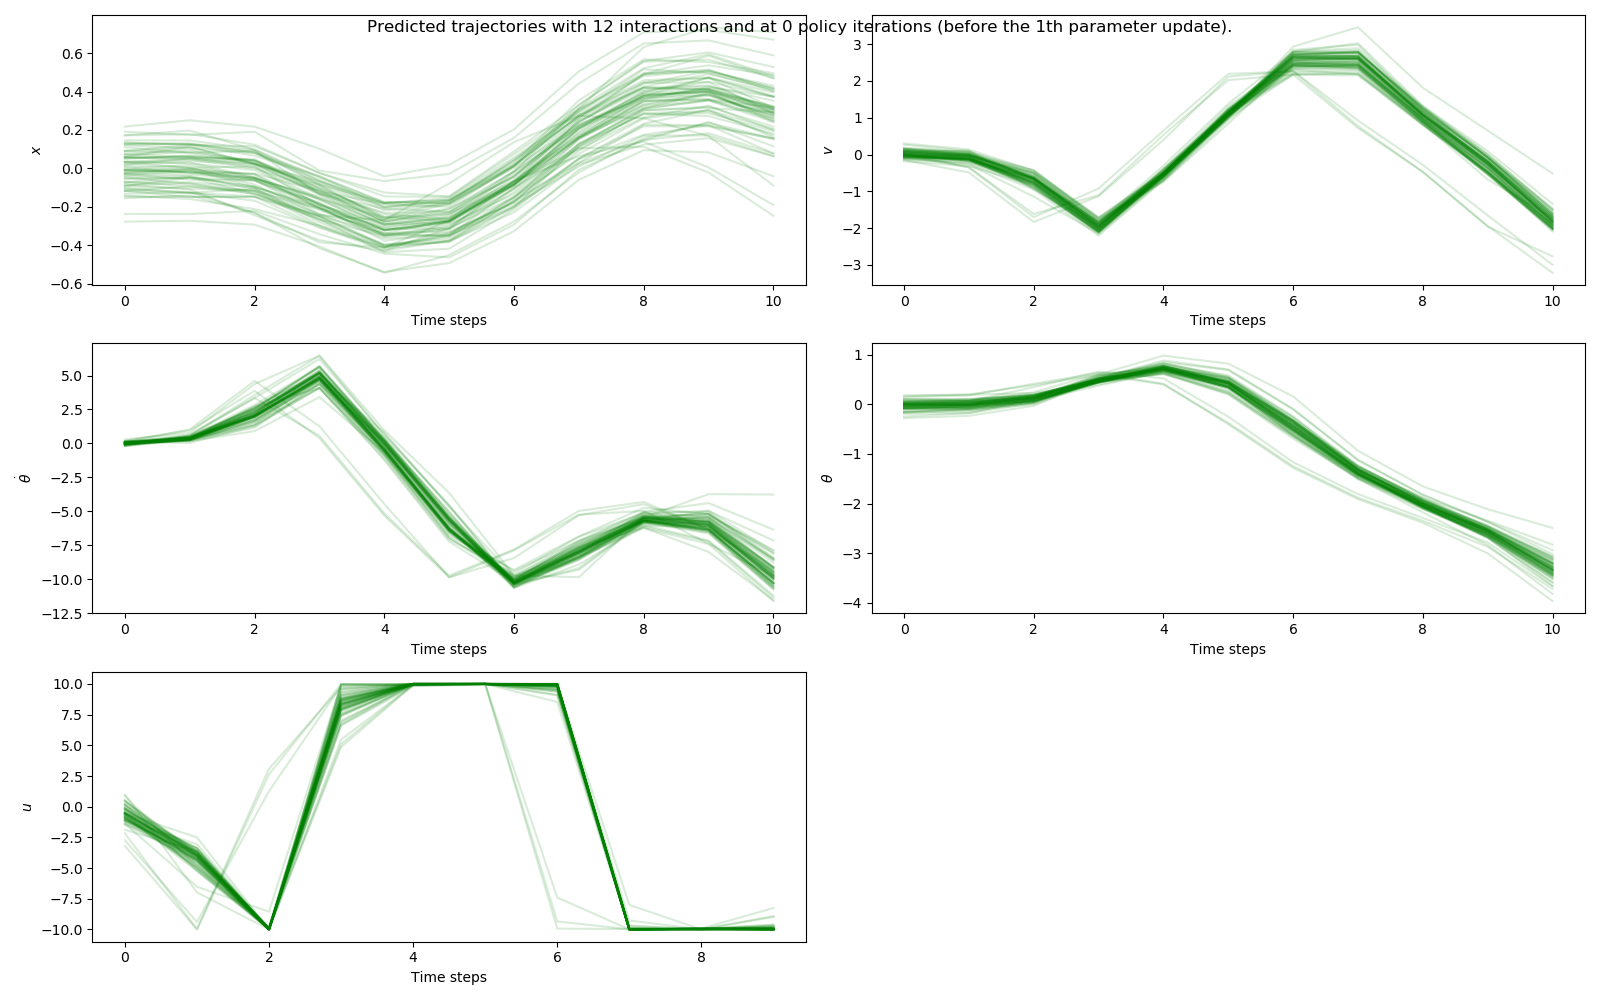 Predicted trajectories with 12 interactions and at 0 policy iterations (before the 1th parameter update).
0.6
0.4
0.2
0.0
−0.2
−0.4
−0.6
x
0 2 4 6 8 10
Time steps
3
2
1
0
−1
−2
−3
v
0 2 4 6 8 10
Time steps
5.0
2.5
0.0
−2.5
−5.0
−7.5
−10.0
−12.5
θ̇
0 2 4 6 8 10
Time steps
1
0
−1
−2
−3
−4
θ
0 2 4 6 8 10
Time steps
10.0
7.5
5.0
2.5
0.0
−2.5
−5.0
−7.5
−10.0
u
0 2 4 6 8
Time steps